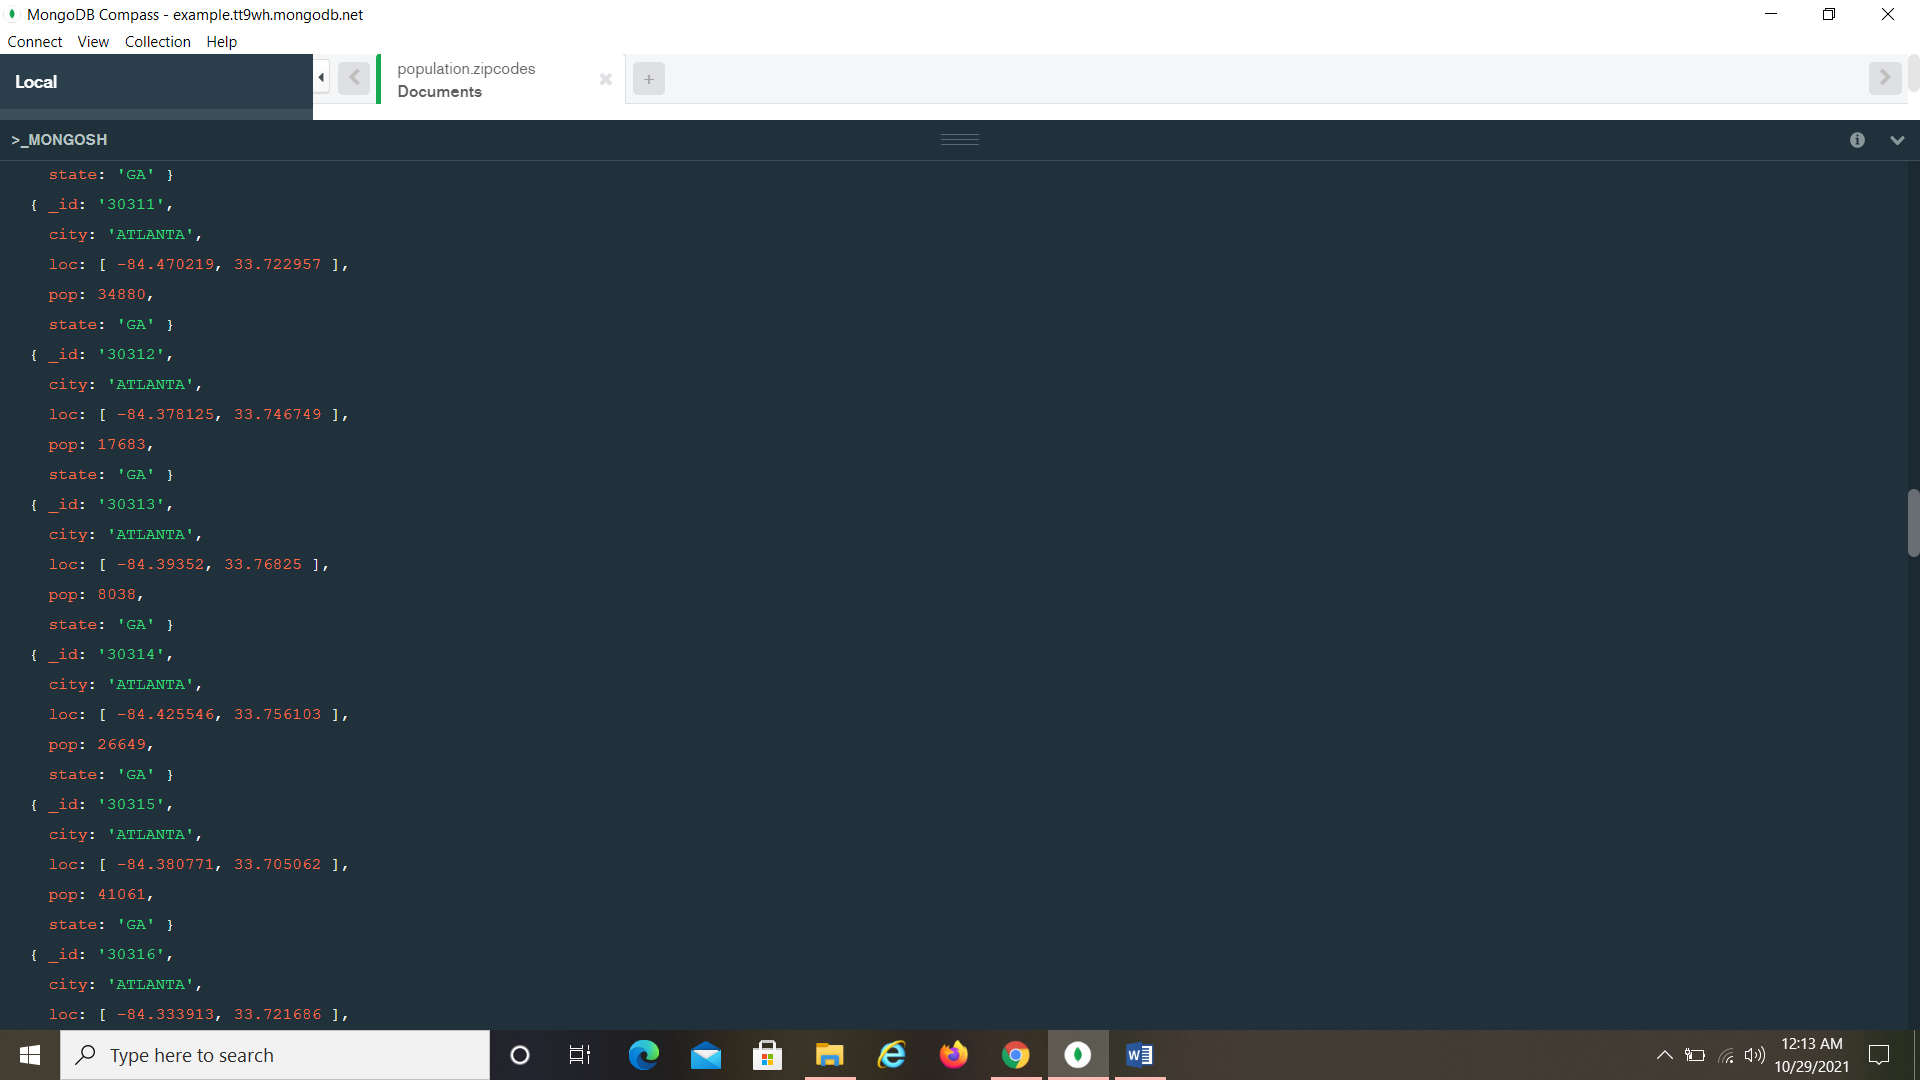 MongoDB Compass - example.tt9wh.mongodb.net
Connect View Collection Help
Local
population.zipcodes
Documents
+
>_MONGOSH
state: 'GA' }
{ _id: '30311',
city: 'ATLANTA',
loc: [ -84.470219, 33.722957 ],
pop: 34880,
state: 'GA' }
{ _id: '30312',
city: 'ATLANTA',
loc: [ -84.378125, 33.746749 ],
pop: 17683,
state: 'GA' }
{ _id: '30313',
city: 'ATLANTA',
loc: [ -84.39352, 33.76825 ],
pop: 8038,
state: 'GA' }
{ _id: '30314',
city: 'ATLANTA',
loc: [ -84.425546, 33.756103 ],
pop: 26649,
state: 'GA' }
{ _id: '30315',
city: 'ATLANTA',
loc: [ -84.380771, 33.705062 ],
pop: 41061,
state: 'GA' }
{ _id: '30316',
city: 'ATLANTA',
loc: [ -84.333913, 33.721686 ],
Type here to search
12:13 AM
10/29/2021